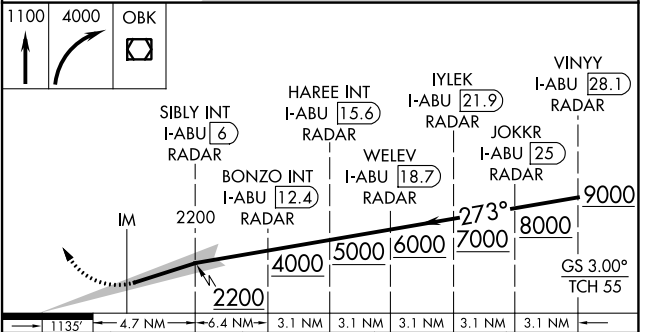 1100
4000
OBK
VINYY
I-ABU 28.1
RADAR
IYLEK
I-ABU 21.9
RADAR
HAREE INT
I-ABU 15.6
RADAR
SIBLY INT
I-ABU 6
RADAR
JOKKR
I-ABU 25
RADAR
WELEV
I-ABU 18.7
RADAR
BONZO INT
I-ABU 12.4
RADAR
IM
2200
273°
9000
8000
7000
6000
5000
4000
2200
GS 3.00°
TCH 55
1135' 4.7 NM 6.4 NM 3.1 NM 3.1 NM 3.1 NM 3.1 NM 3.1 NM